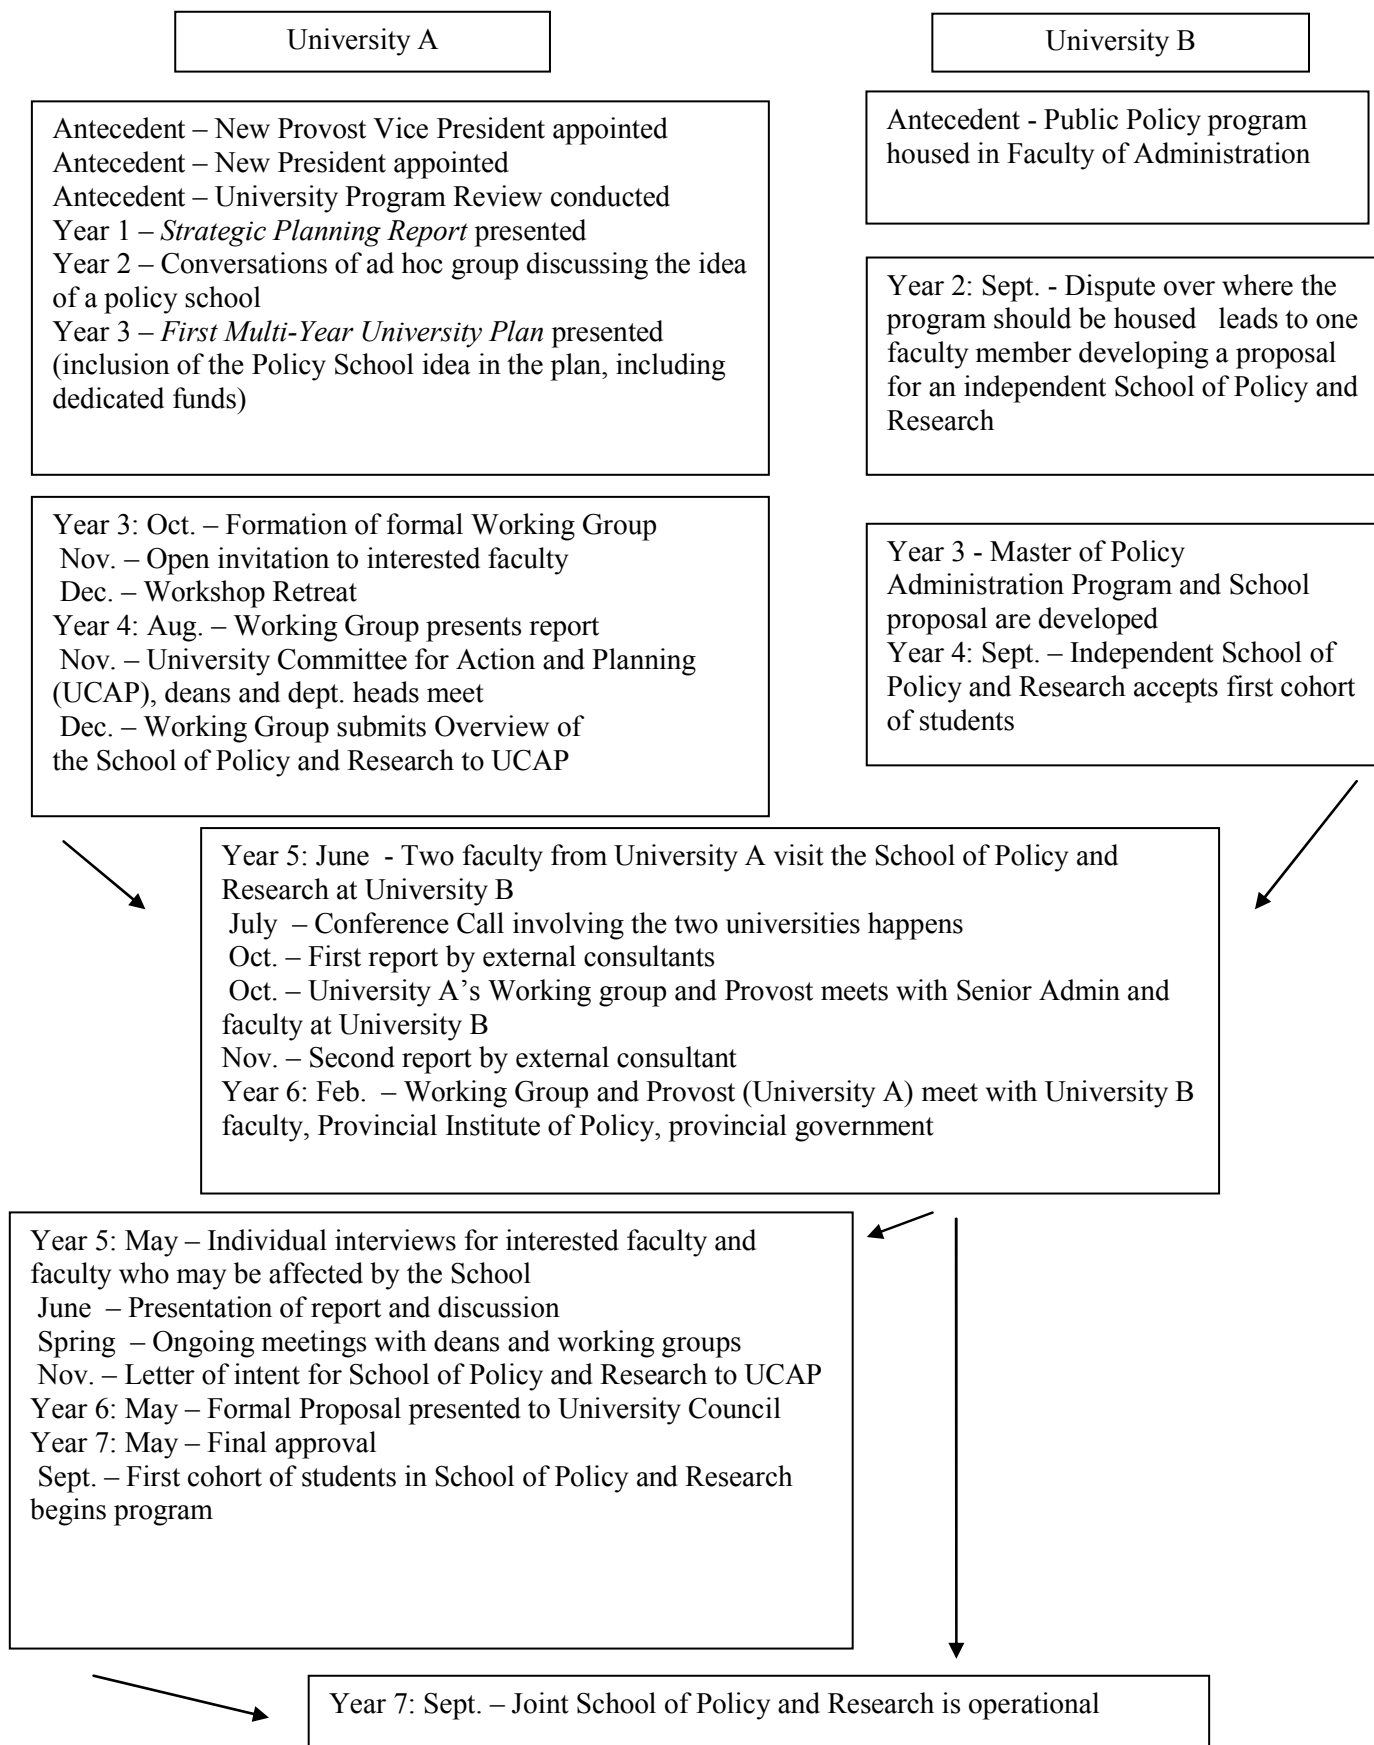 University A
University B
Antecedent – New Provost Vice President appointed
Antecedent – New President appointed
Antecedent – University Program Review conducted
Year 1 – Strategic Planning Report presented
Year 2 – Conversations of ad hoc group discussing the idea
of a policy school
Year 3 – First Multi-Year University Plan presented
(inclusion of the Policy School idea in the plan, including
dedicated funds)
Antecedent - Public Policy program
housed in Faculty of Administration
Year 2: Sept. - Dispute over where the
program should be housed leads to one
faculty member developing a proposal
for an independent School of Policy and
Research
Year 3: Oct. – Formation of formal Working Group
Nov. – Open invitation to interested faculty
Dec. – Workshop Retreat
Year 4: Aug. – Working Group presents report
Nov. – University Committee for Action and Planning
(UCAP), deans and dept. heads meet
Dec. – Working Group submits Overview of
the School of Policy and Research to UCAP
Year 3 - Master of Policy
Administration Program and School
proposal are developed
Year 4: Sept. – Independent School of
Policy and Research accepts first cohort
of students
Year 5: June - Two faculty from University A visit the School of Policy and
Research at University B
July – Conference Call involving the two universities happens
Oct. – First report by external consultants
Oct. – University A’s Working group and Provost meets with Senior Admin and
faculty at University B
Nov. – Second report by external consultant
Year 6: Feb. – Working Group and Provost (University A) meet with University B
faculty, Provincial Institute of Policy, provincial government
Year 5: May – Individual interviews for interested faculty and
faculty who may be affected by the School
June – Presentation of report and discussion
Spring – Ongoing meetings with deans and working groups
Nov. – Letter of intent for School of Policy and Research to UCAP
Year 6: May – Formal Proposal presented to University Council
Year 7: May – Final approval
Sept. – First cohort of students in School of Policy and Research
begins program
Year 7: Sept. – Joint School of Policy and Research is operational